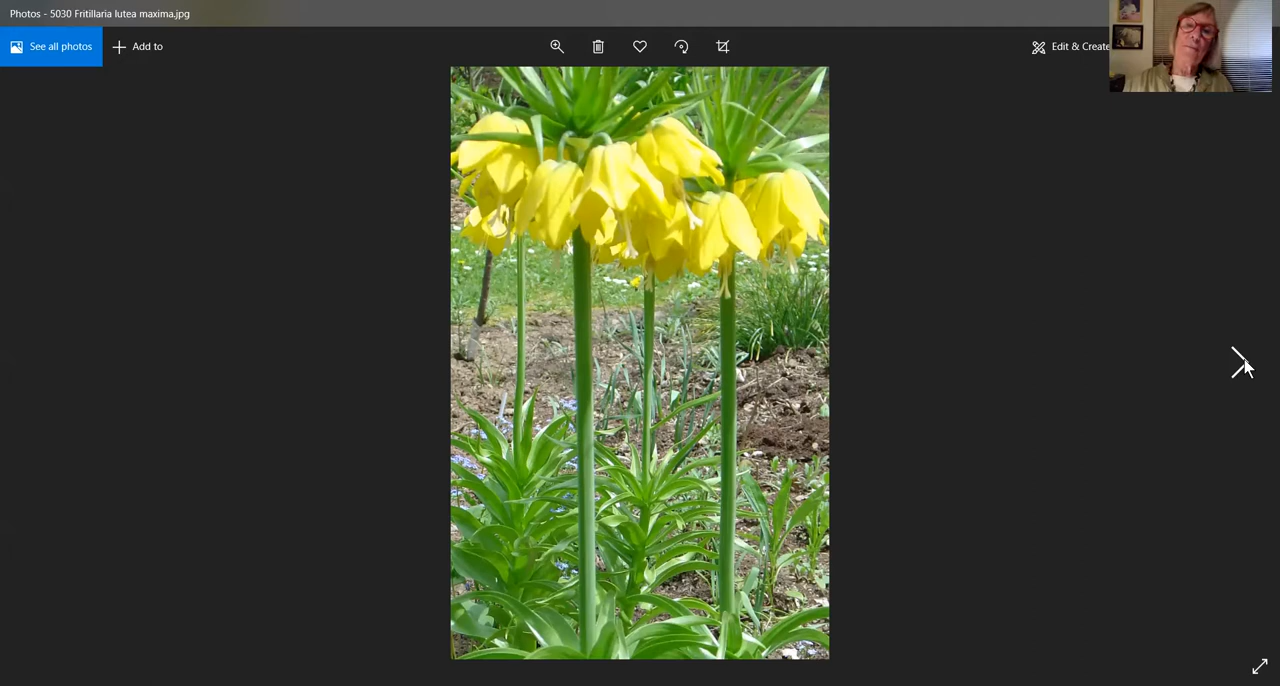 Photos - 5030 Fritillaria lutea maxima.jpg
See all photos
Add to
Edit & Create